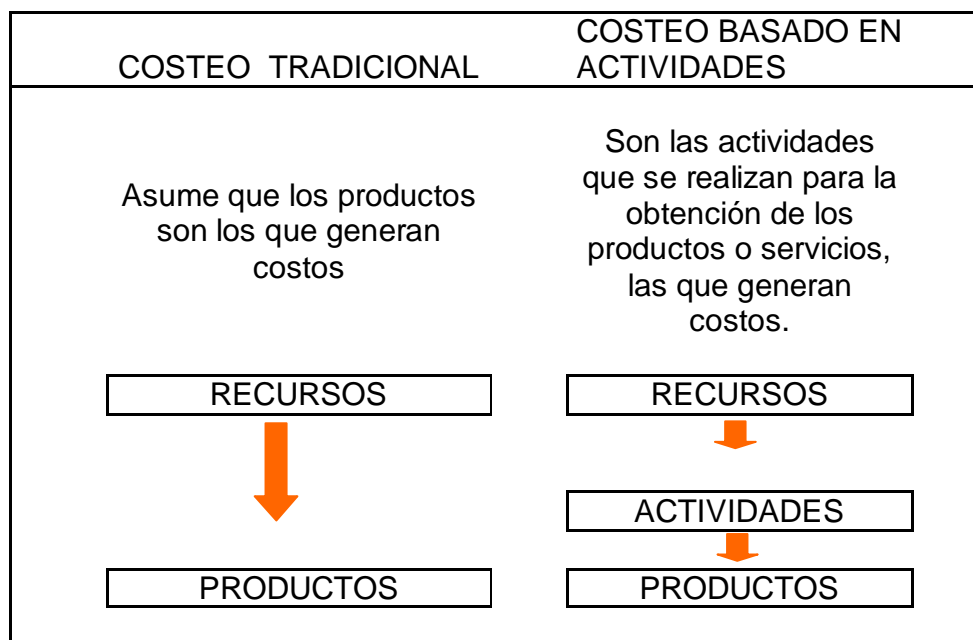 COSTEO TRADICIONAL
COSTEO BASADO EN
ACTIVIDADES
Asume que los productos
son los que generan
costos
Son las actividades
que se realizan para la
obtención de los
productos o servicios,
las que generan
costos.
RECURSOS
PRODUCTOS
RECURSOS
ACTIVIDADES
PRODUCTOS